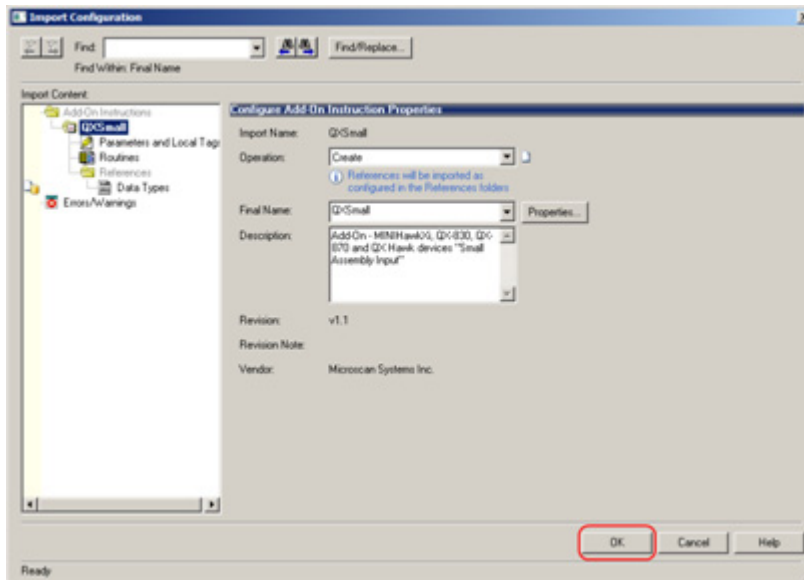 Import Configuration
Find:
Find/Replace...
Find Within: Final Name
Import Content:
Add-On Instructions
QXSmall
Parameters and Local Tags
Routines
References
Data Types
Errors/Warnings
Configure Add-On Instruction Properties
Import Name: QXSmall
Operation: Create
References will be imported as
configured in the References folders
Final Name: QXSmall Properties...
Description: Add-On - MINIHawkXi, QX-830, QX-
870 and QX Hawk devices "Small
Assembly Input"
Revision: v1.1
Revision Note:
Vendor: Microscan Systems Inc.
OK Cancel Help
Ready